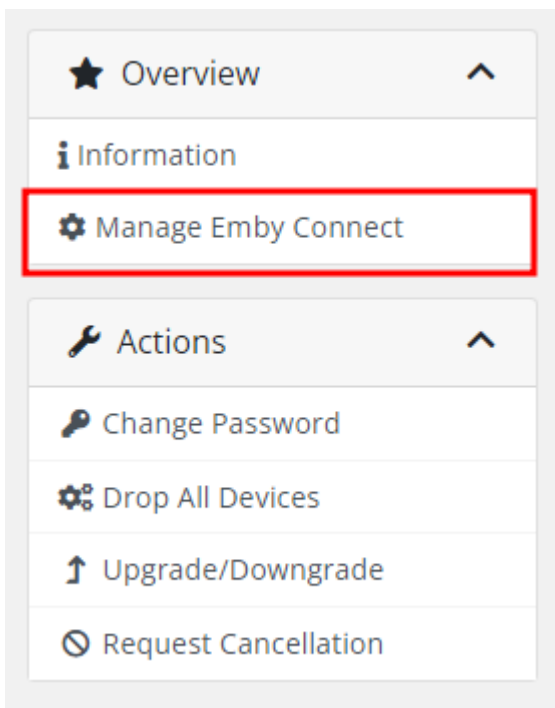 Overview
Information
Manage Emby Connect
Actions
Change Password
Drop All Devices
Upgrade/Downgrade
Request Cancellation